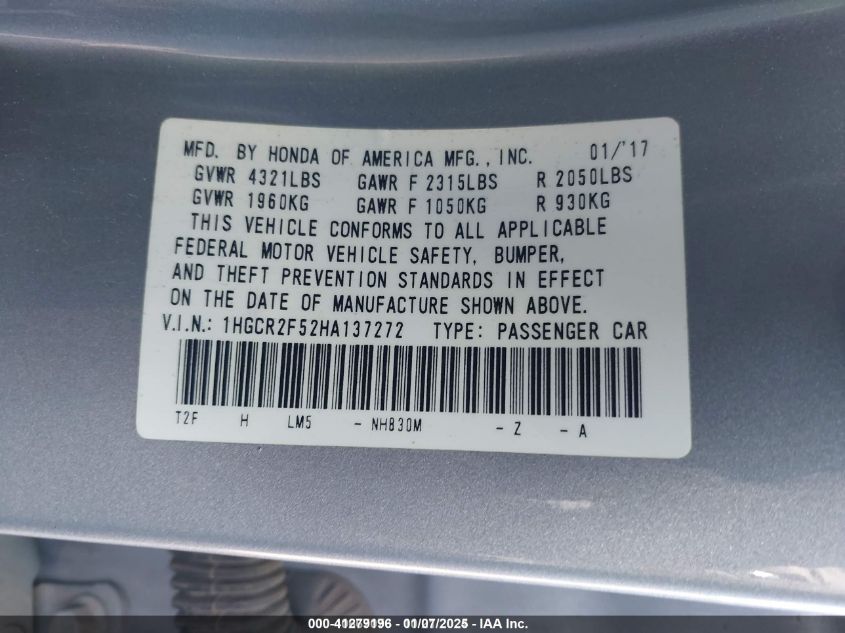 MFD. BY HONDA OF AMERICA MFG., INC. 01/'17
GVWR 4321LBS GAWR F 2315LBS R 2050LBS
GVWR 1960KG GAWR F 1050KG R 930KG
THIS VEHICLE CONFORMS TO ALL APPLICABLE
FEDERAL MOTOR VEHICLE SAFETY, BUMPER,
AND THEFT PREVENTION STANDARDS IN EFFECT
ON THE DATE OF MANUFACTURE SHOWN ABOVE.
V.I.N.: 1HGCR2F52HA137272 TYPE: PASSENGER CAR
T2F H LM5 - NH830M - Z - A
000-41279196 - 01/07/2025 - IAA Inc.